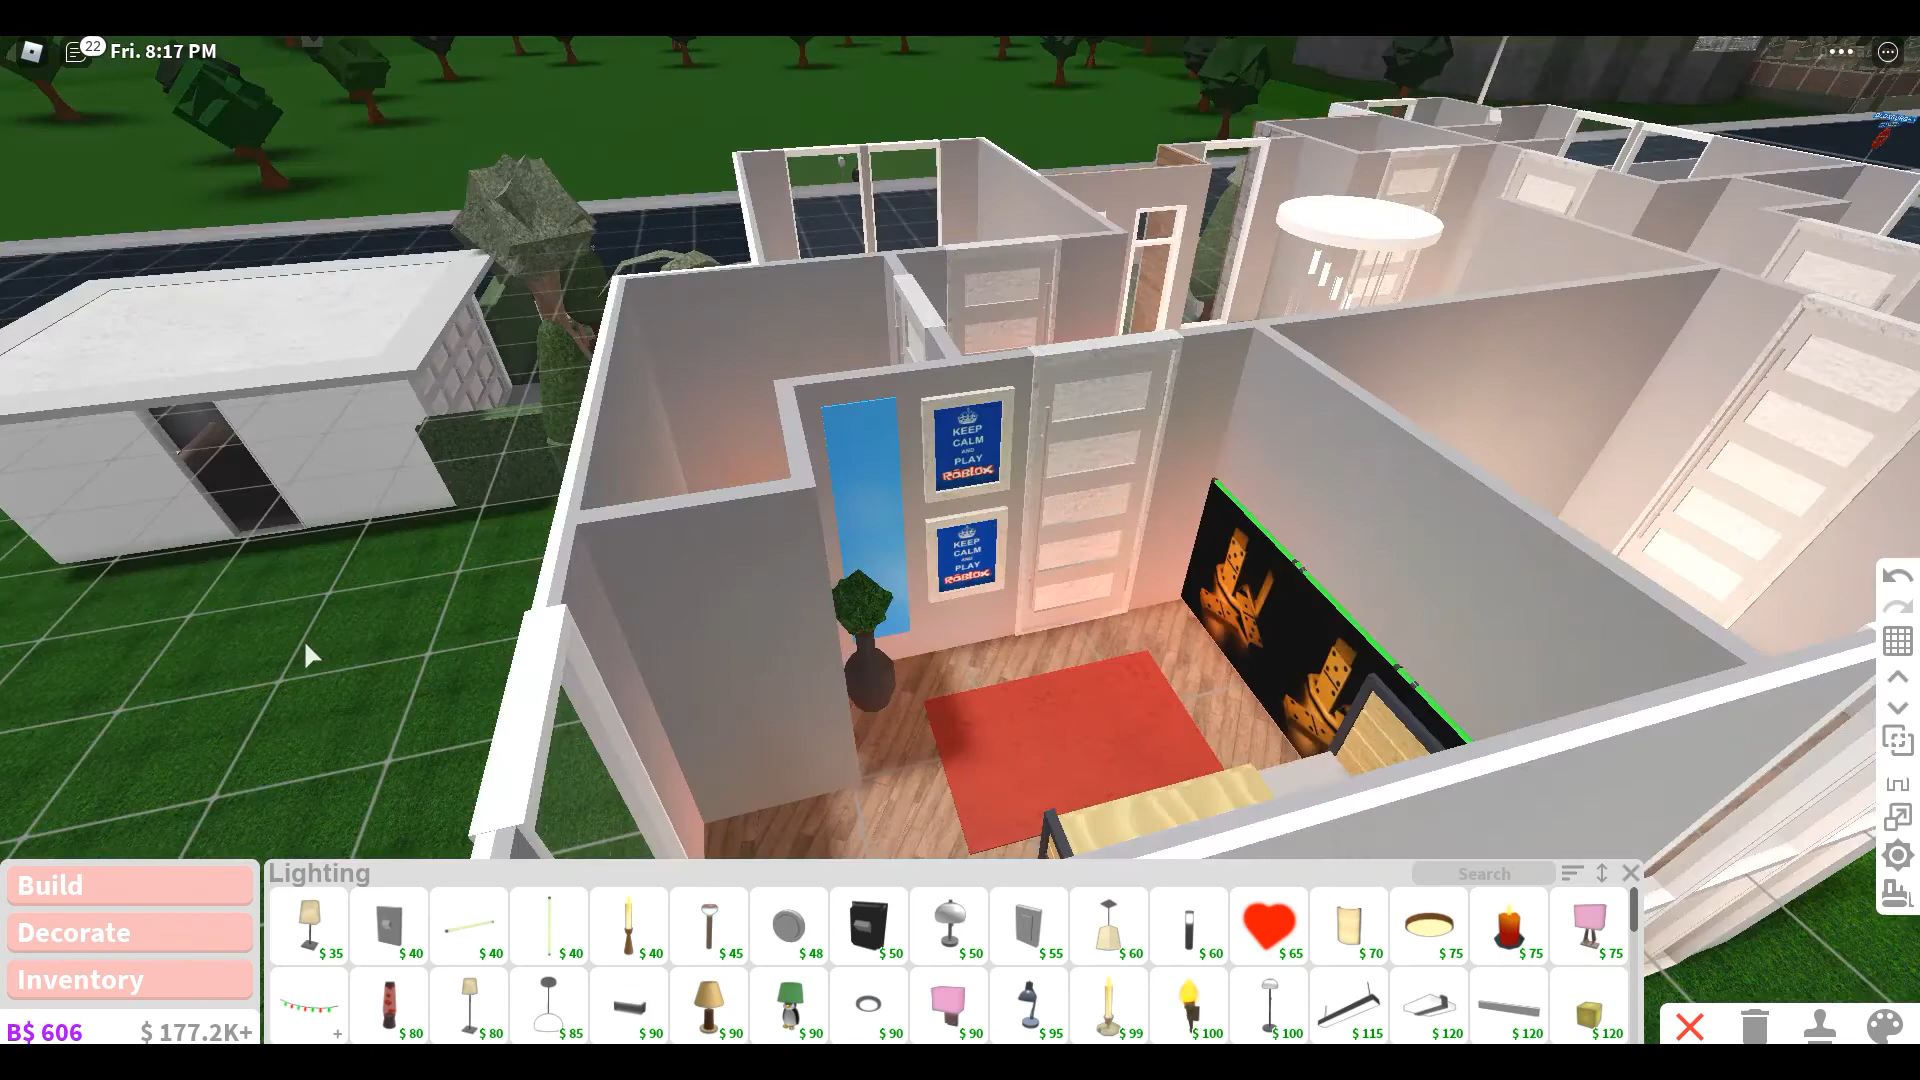 22 Fri. 8:17 PM
KEEP
CALM
AND
PLAY
ROBLOX
KEEP
CALM
AND
PLAY
ROBLOX
Build
Decorate
Inventory
B$ 606 $ 177.2K+
Lighting
Search
$ 35 $ 40 $ 40 $ 40 $ 40 $ 45 $ 48 $ 50 $ 50 $ 55 $ 60 $ 60 $ 65 $ 70 $ 75 $ 75 $ 75
+ $ 80 $ 80 $ 85 $ 90 $ 90 $ 90 $ 90 $ 90 $ 95 $ 99 $ 100 $ 100 $ 115 $ 120 $ 120 $ 120